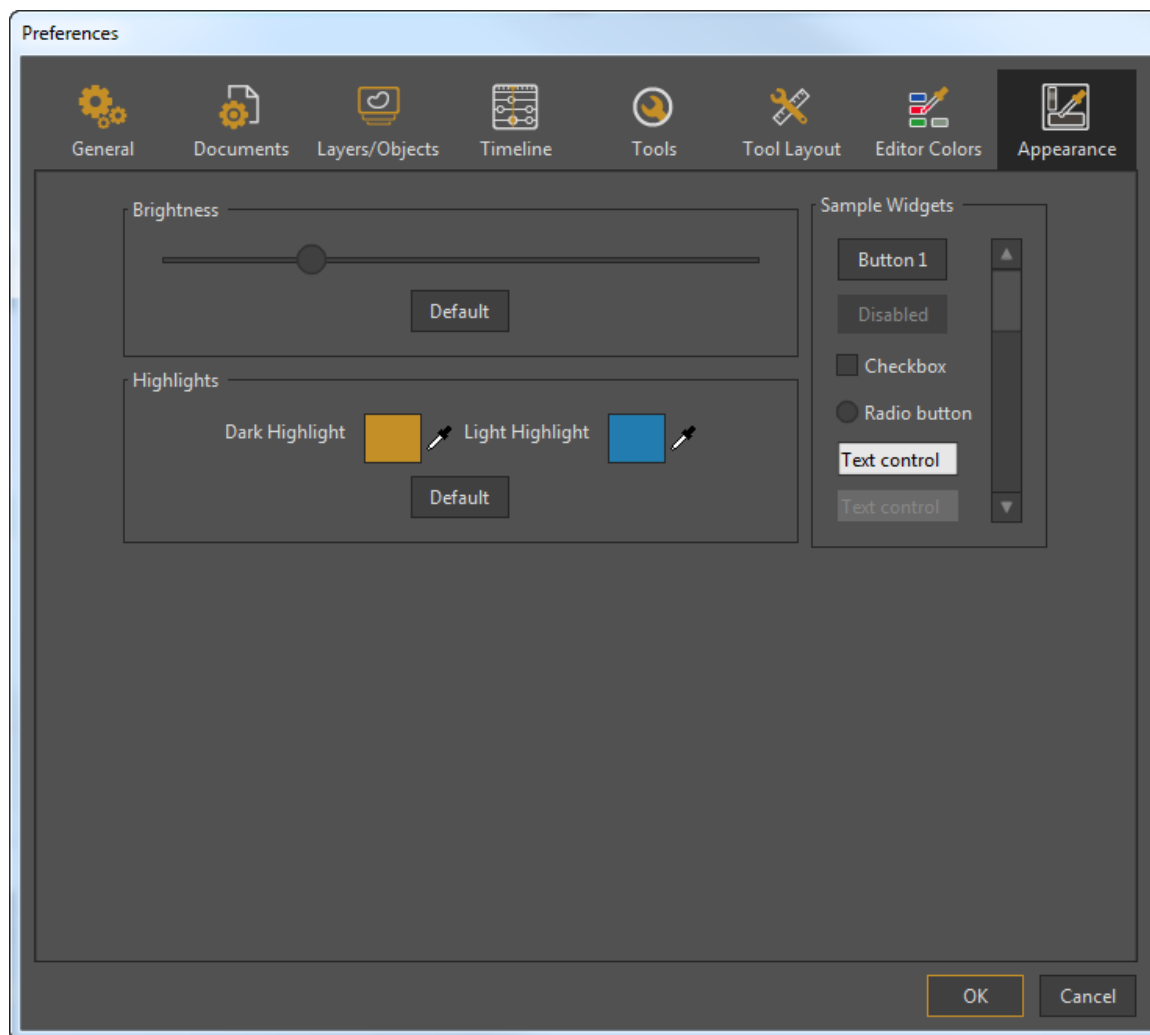 Preferences
General
Documents
Layers/Objects
Timeline
Tools
Tool Layout
Editor Colors
Appearance
Brightness
Default
Highlights
Dark Highlight
Light Highlight
Default
Sample Widgets
Button 1
Disabled
Checkbox
Radio button
Text control
Text control
OK
Cancel